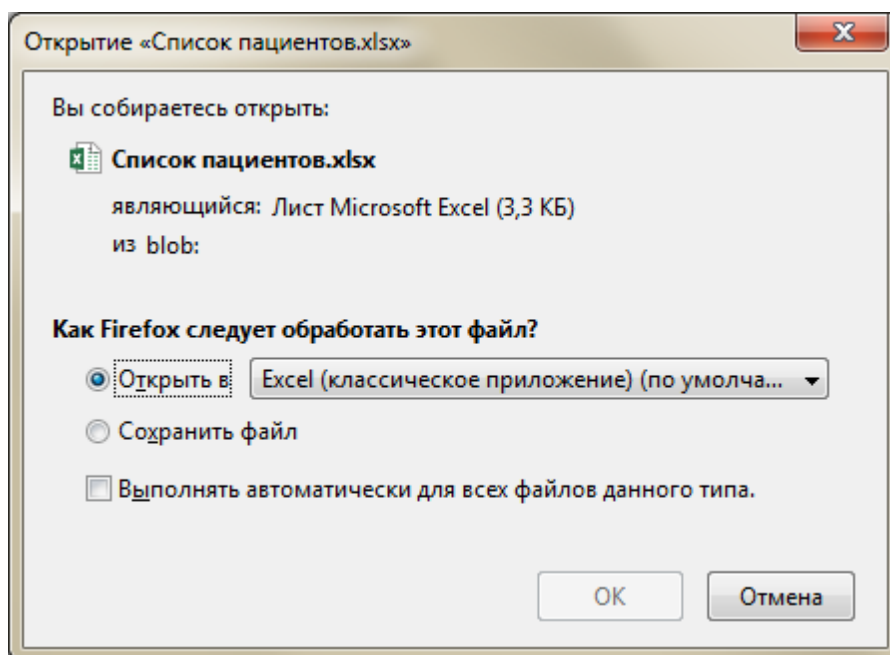 Открытие «Список пациентов.xlsx»
Вы собираетесь открыть:
Список пациентов.xlsx
являющийся: Лист Microsoft Excel (3,3 КБ)
из blob:
Как Firefox следует обработать этот файл?
Открыть в Excel (классическое приложение) (по умолча...
Сохранить файл
Выполнять автоматически для всех файлов данного типа.
ОК Отмена